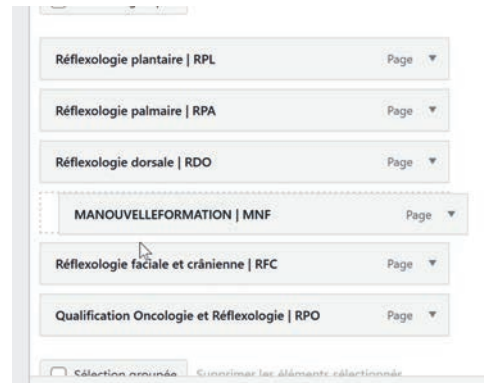 Réflexologie plantaire | RPL Page
Réflexologie palmaire | RPA Page
Réflexologie dorsale | RDO Page
MANOUVELLEFORMATION | MNF Page
Réflexologie faciale et crânienne | RFC Page
Qualification Oncologie et Réflexologie | RPO Page
Sélection groupée Supprimer les éléments sélectionnés